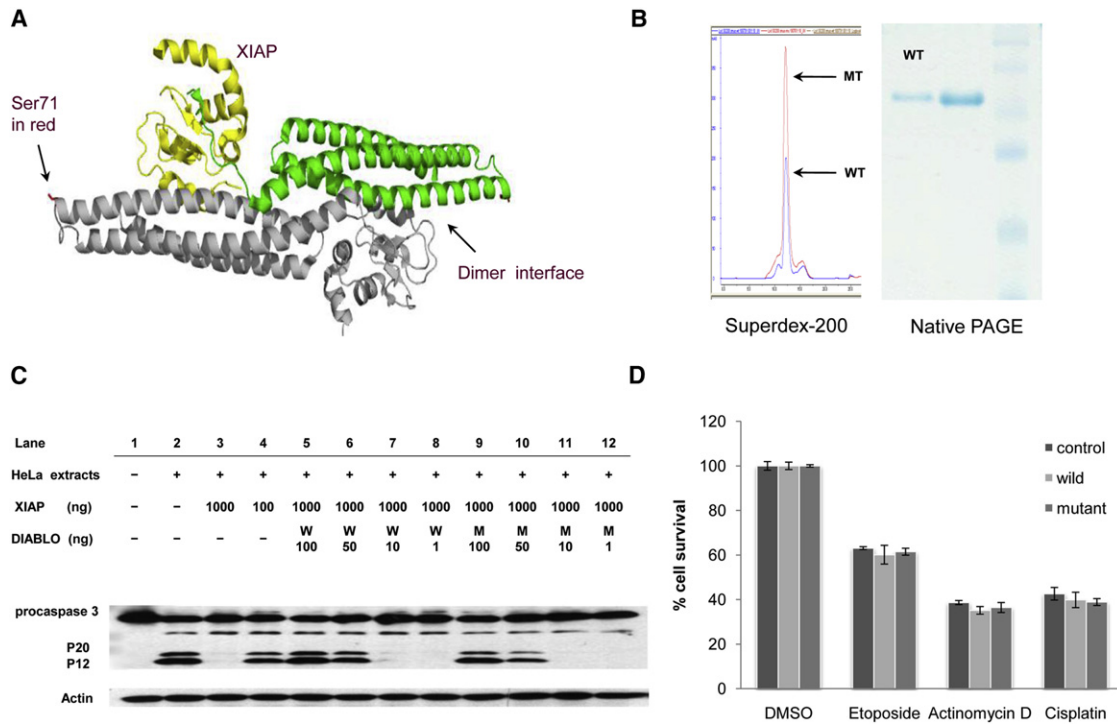 A
XIAP
Ser71
in red
Dimer interface
B
MT
WT
Superdex-200
WT
Native PAGE
C
Lane 1 2 3 4 5 6 7 8 9 10 11 12
HeLa extracts – + + + + + + + + + + +
XIAP (ng) – – 1000 100 1000 1000 1000 1000 1000 1000 1000 1000
W W W W M M M M
DIABLO (ng) – – – – 100 50 10 1 100 50 10 1
procaspase 3
P20
P12
Actin
D
120
100
80
60
40
20
0
% cell survival
control
wild
mutant
DMSO Etoposide Actinomycin D Cisplatin